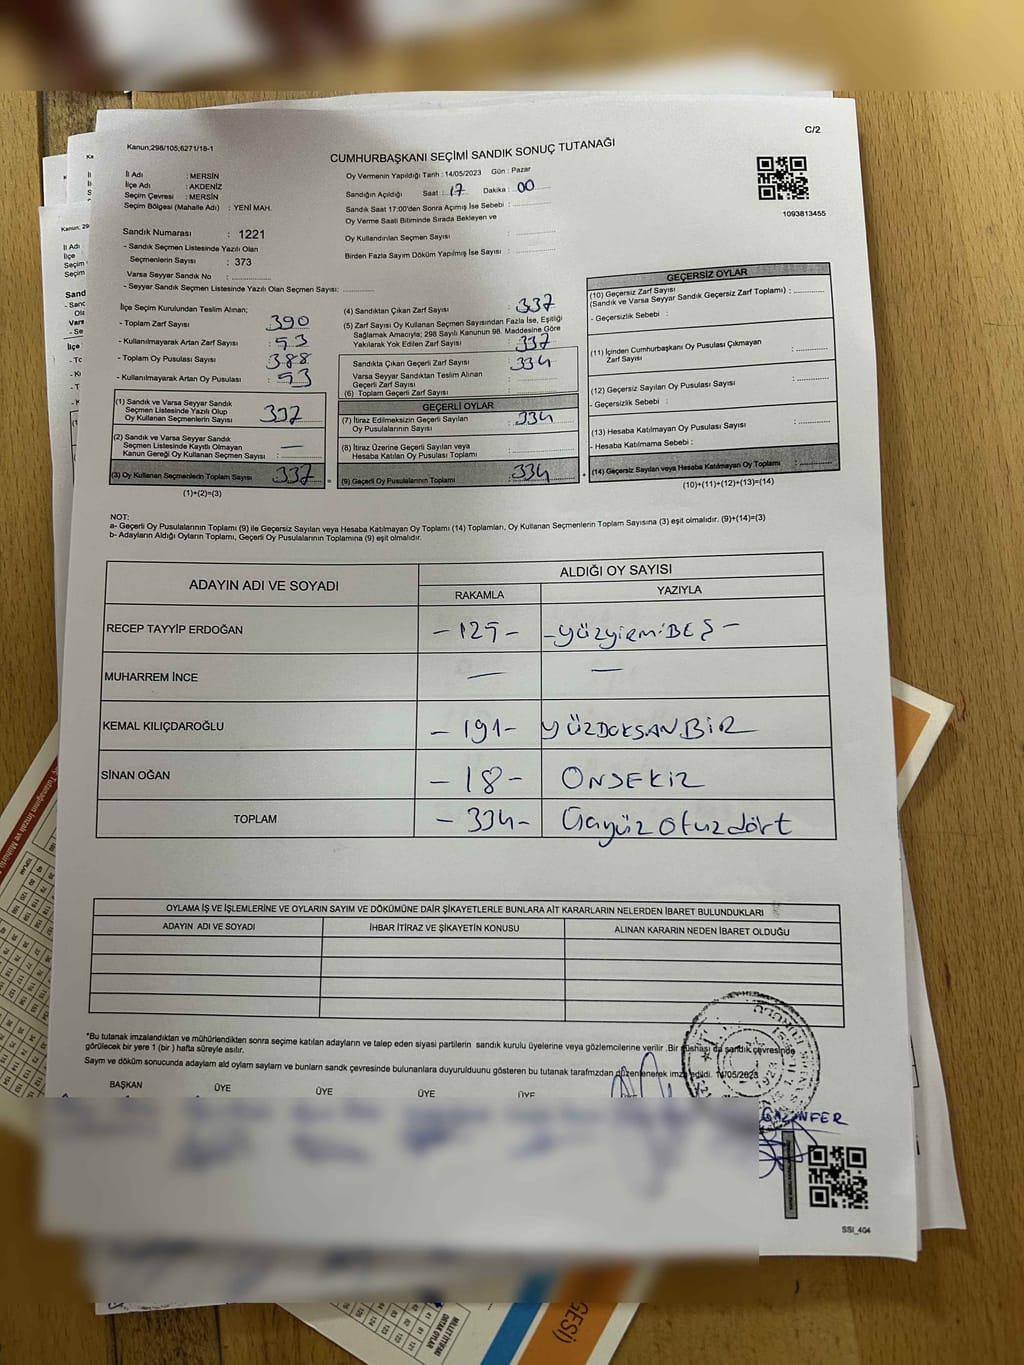 C/2
Kanun;298/105;6271/18-1
CUMHURBAŞKANI SEÇİMİ SANDIK SONUÇ TUTANAĞI
1093813455
İl Adı : MERSİN
İlçe Adı : AKDENİZ
Seçim Çevresi : MERSİN
Seçim Bölgesi (Mahalle Adı) : YENİ MAH.
Sandık Numarası : 1221
- Sandık Seçmen Listesinde Yazılı Olan
Seçmenlerin Sayısı : 373
Varsa Seyyar Sandık No :
- Seyyar Sandık Seçmen Listesinde Yazılı Olan Seçmen Sayısı:
Oy Vermenin Yapıldığı Tarih : 14/05/2023 Gün : Pazar
Sandığın Açıldığı Saat : 17 Dakika : 00
Sandık Saat 17:00'den Sonra Açımış İse Sebebi :
Oy Verme Saati Bitiminde Sırada Bekleyen ve
Oy Kullandırılan Seçmen Sayısı :
Birden Fazla Sayım Döküm Yapılmış İse Sayısı :
İlçe Seçim Kurulundan Teslim Alınan;
- Toplam Zarf Sayısı : 390
- Kullanılmayarak Artan Zarf Sayısı : 53
- Toplam Oy Pusulası Sayısı : 388
- Kullanılmayarak Artan Oy Pusulası : 53
(1) Sandık ve Varsa Seyyar Sandık
Seçmen Listesinde Yazılı Olup
Oy Kullanan Seçmenlerin Sayısı : 337
(2) Sandık ve Varsa Seyyar Sandık
Seçmen Listesinde Kayıtlı Olmayan
Kanun Gereği Oy Kullanan Seçmen Sayısı : —
(3) Oy Kullanan Seçmenlerin Toplam Sayısı : 337
(1)+(2)=(3)
(4) Sandıktan Çıkan Zarf Sayısı : 337
(5) Zarf Sayısı Oy Kullanan Seçmen Sayısından Fazla İse, Eşitliği
Sağlamak Amacıyla; 298 Sayılı Kanunun 98. Maddesine Göre
Yakılarak Yok Edilen Zarf Sayısı : 337
Sandıkta Çıkan Geçerli Zarf Sayısı : 334
Varsa Seyyar Sandıktan Teslim Alınan
Geçerli Zarf Sayısı :
(6) Toplam Geçerli Zarf Sayısı :
GEÇERLİ OYLAR
(7) İtiraz Edilmeksizin Geçerli Sayılan
Oy Pusulalarının Sayısı : 334
(8) İtiraz Üzerine Geçerli Sayılan veya
Hesaba Katılan Oy Pusulası Toplamı :
(9) Geçerli Oy Pusulalarının Toplamı : 334
GEÇERSİZ OYLAR
(10) Geçersiz Zarf Sayısı
(Sandık ve Varsa Seyyar Sandık Geçersiz Zarf Toplamı) :
- Geçersizlik Sebebi :
(11) İçinden Cumhurbaşkanı Oy Pusulası Çıkmayan
Zarf Sayısı :
(12) Geçersiz Sayılan Oy Pusulası Sayısı :
- Geçersizlik Sebebi :
(13) Hesaba Katılmayan Oy Pusulası Sayısı :
- Hesaba Katılmama Sebebi :
(14) Geçersiz Sayılan veya Hesaba Katılmayan Oy Toplamı :
(10)+(11)+(12)+(13)=(14)
NOT:
a- Geçerli Oy Pusulalarının Toplamı (9) ile Geçersiz Sayılan veya Hesaba Katılmayan Oy Toplamı (14) Toplamları, Oy Kullanan Seçmenlerin Toplam Sayısına (3) eşit olmalıdır. (9)+(14)=(3)
b- Adayların Aldığı Oyların Toplamı, Geçerli Oy Pusulalarının Toplamına (9) eşit olmalıdır.
ADAYIN ADI VE SOYADI ALDIĞI OY SAYISI
RAKAMLA YAZIYLA
RECEP TAYYİP ERDOĞAN - 125 - - yüzyirmiBEŞ -
MUHARREM İNCE — —
KEMAL KILIÇDAROĞLU - 191 - YÜZDOKSANBİR
SİNAN OĞAN - 18 - ONSEKİZ
TOPLAM - 334 - Üçyüz otuzdört
OYLAMA İŞ VE İŞLEMLERİNE VE OYLARIN SAYIM VE DÖKÜMÜNE DAİR ŞİKAYETLERLE BUNLARA AİT KARARLARIN NELERDEN İBARET BULUNDUKLARI
ADAYIN ADI VE SOYADI İHBAR İTİRAZ VE ŞİKAYETİN KONUSU ALINAN KARARIN NEDEN İBARET OLDUĞU
*Bu tutanak imzalandıktan ve mühürlendikten sonra seçime katılan adayların ve talep eden siyasi partilerin sandık kurulu üyelerine veya gözlemcilerine verilir .Bir nüshası da sandık çevresinde
görülecek bir yere 1 (bir ) hafta süreyle asılır.
Sayım ve döküm sonucunda adayların ald oyların sayları ve bunların sandk çevresinde bulunanlara duyurulduunu gösteren bu tutanak tarafımzdan düzenlenerek imza edildi. 14/05/2023
BAŞKAN ÜYE ÜYE ÜYE ÜYE
GAZANFER
SSI_404